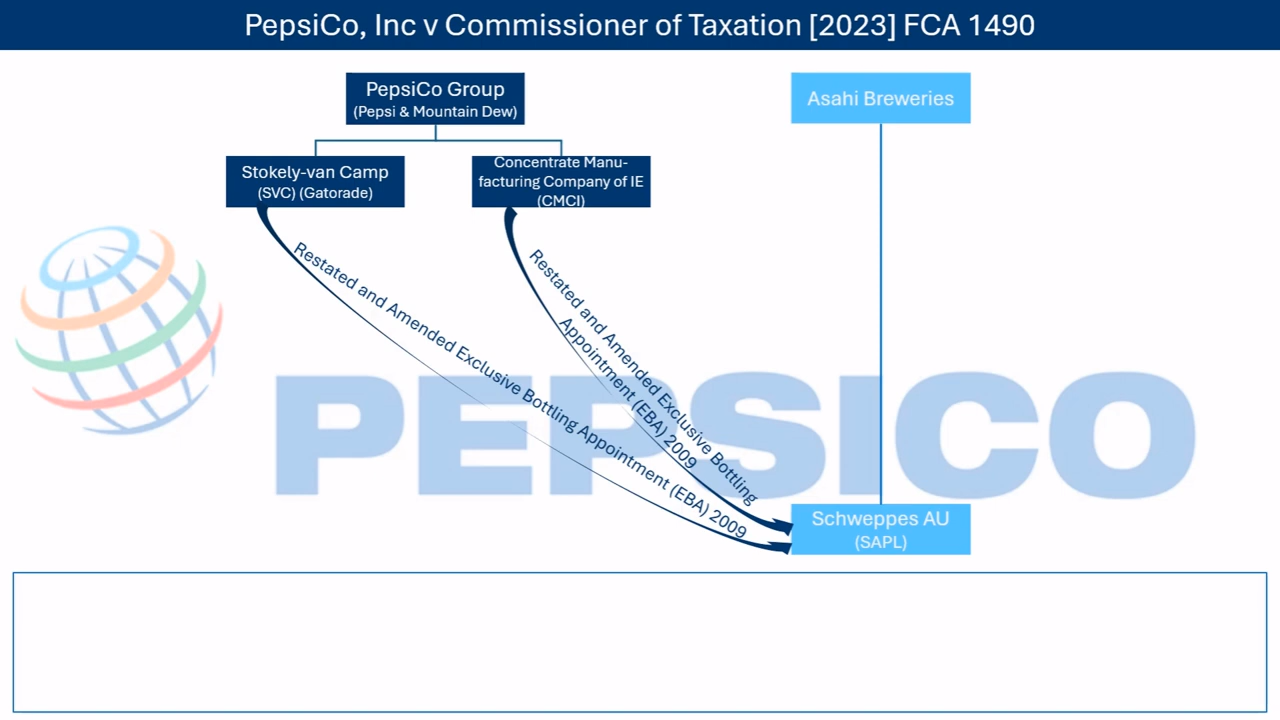 PepsiCo, Inc v Commissioner of Taxation [2023] FCA 1490
PepsiCo Group
(Pepsi & Mountain Dew)
Asahi Breweries
Stokely-van Camp
(SVC) (Gatorade)
Concentrate Manu-
facturing Company of IE
(CMCI)
Restated and Amended Exclusive Bottling Appointment (EBA) 2009
Restated and Amended Exclusive Bottling
Appointment (EBA) 2009
PEPSICO
Schweppes AU
(SAPL)